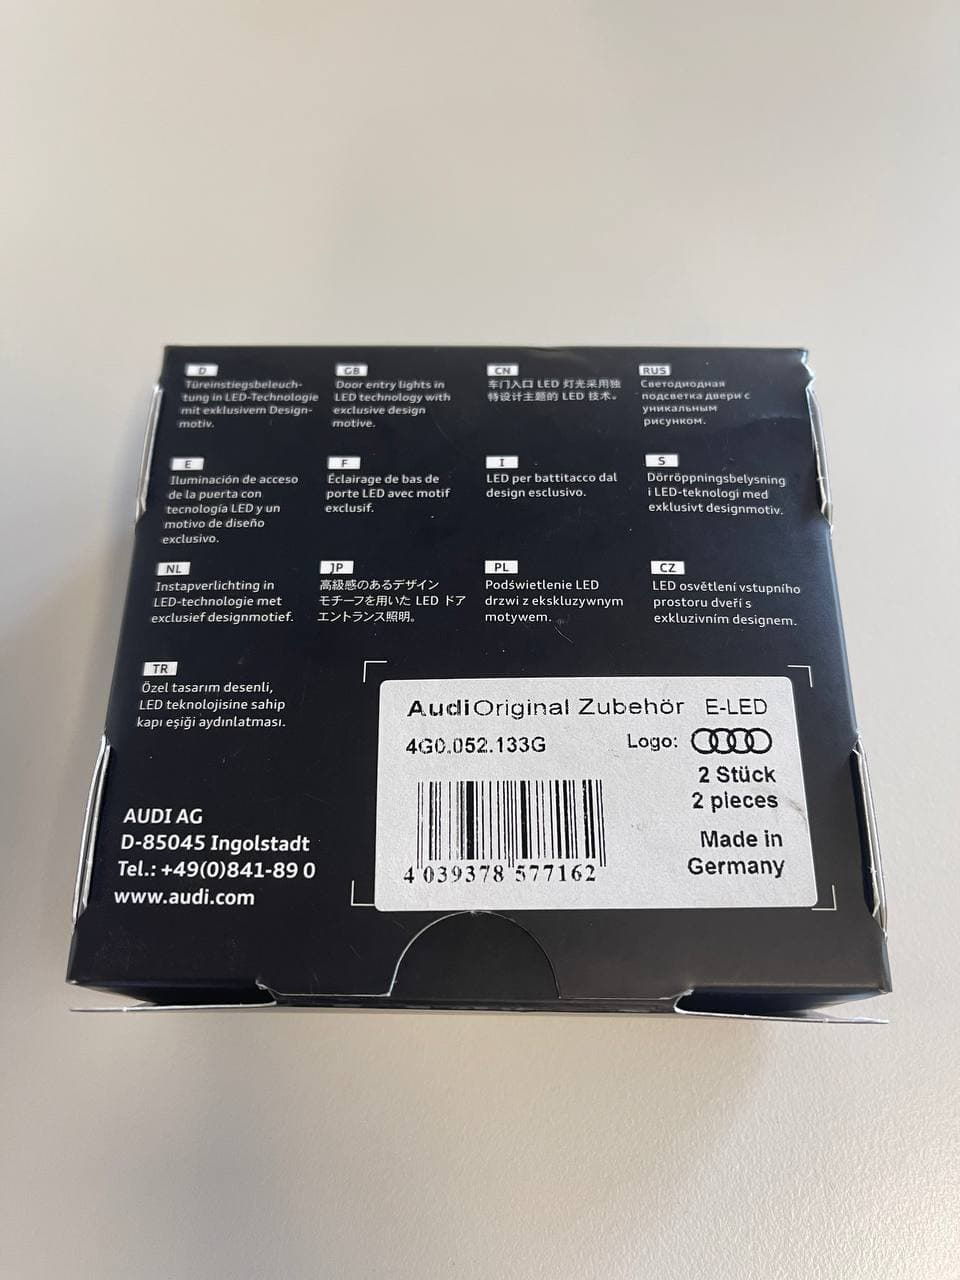 D
Türeinstiegsbeleuch-
tung in LED-Technologie
mit exklusivem Design-
motiv.
GB
Door entry lights in
LED technology with
exclusive design
motive.
CN
车门入口 LED 灯光采用独
特设计主题的 LED 技术。
RUS
Светодиодная
подсветка двери с
уникальным
рисунком.
E
Iluminación de acceso
de la puerta con
tecnología LED y un
motivo de diseño
exclusivo.
F
Éclairage de bas de
porte LED avec motif
exclusif.
I
LED per battitacco dal
design esclusivo.
S
Dörröppningsbelysning
i LED-teknologi med
exklusivt designmotiv.
NL
Instapverlichting in
LED-technologie met
exclusief designmotief.
JP
高級感のあるデザイン
モチーフを用いた LED ドア
エントランス照明。
PL
Podświetlenie LED
drzwi z ekskluzywnym
motywem.
CZ
LED osvětlení vstupního
prostoru dveří s
exkluzivním designem.
TR
Özel tasarım desenli,
LED teknolojisine sahip
kapı eşiği aydınlatması.
AUDI AG
D-85045 Ingolstadt
Tel.: +49(0)841-89 0
www.audi.com
Audi Original Zubehör E-LED
4G0.052.133G Logo:
2 Stück
2 pieces
Made in
Germany
4 039378 577162